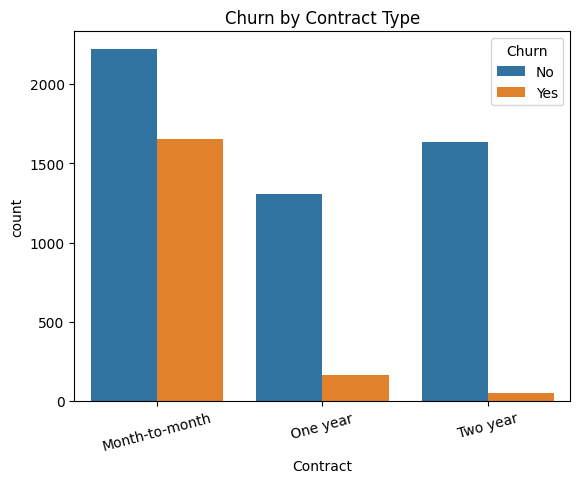 Churn by Contract Type
Churn
No
Yes
count
2000
1500
1000
500
0
Month-to-month
One year
Two year
Contract